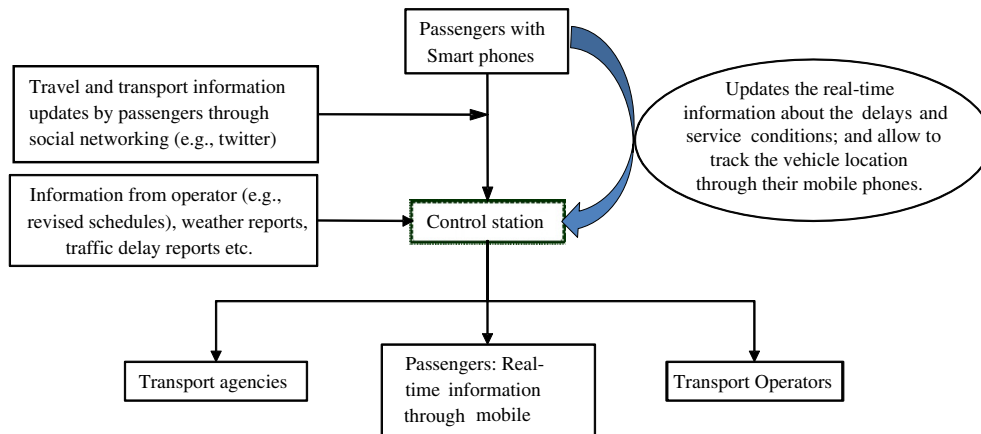 Passengers with
Smart phones
Travel and transport information
updates by passengers through
social networking (e.g., twitter)
Updates the real-time
information about the delays and
service conditions; and allow to
track the vehicle location
through their mobile phones.
Information from operator (e.g.,
revised schedules), weather reports,
traffic delay reports etc.
Control station
Transport agencies
Passengers: Real-
time information
through mobile
Transport Operators